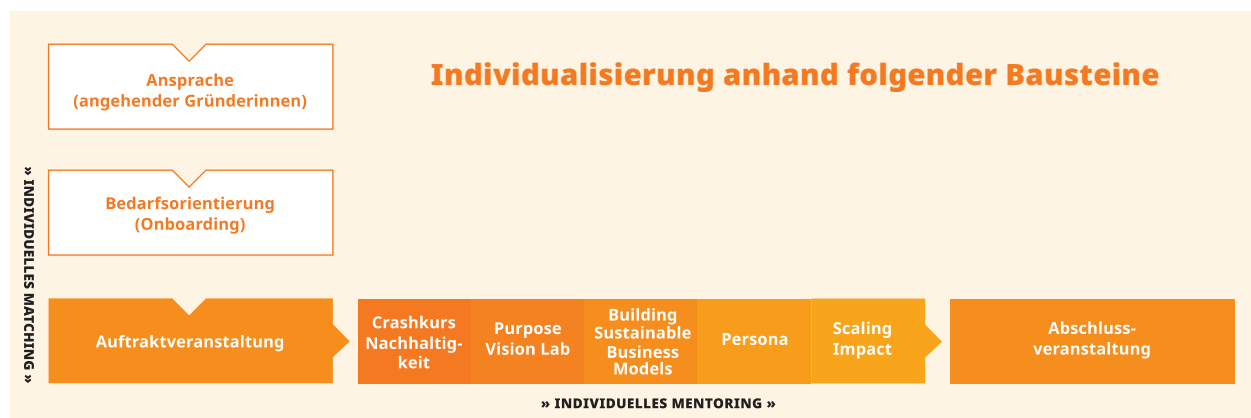 Individualisierung anhand folgender Bausteine
Ansprache
(angehender Gründerinnen)
Bedarfsorientierung
(Onboarding)
» INDIVIDUELLES MATCHING »
Auftraktveranstaltung
Crashkurs
Nachhaltig-
keit
Purpose
Vision Lab
Building
Sustainable
Business
Models
Persona
Scaling
Impact
Abschluss-
veranstaltung
» INDIVIDUELLES MENTORING »